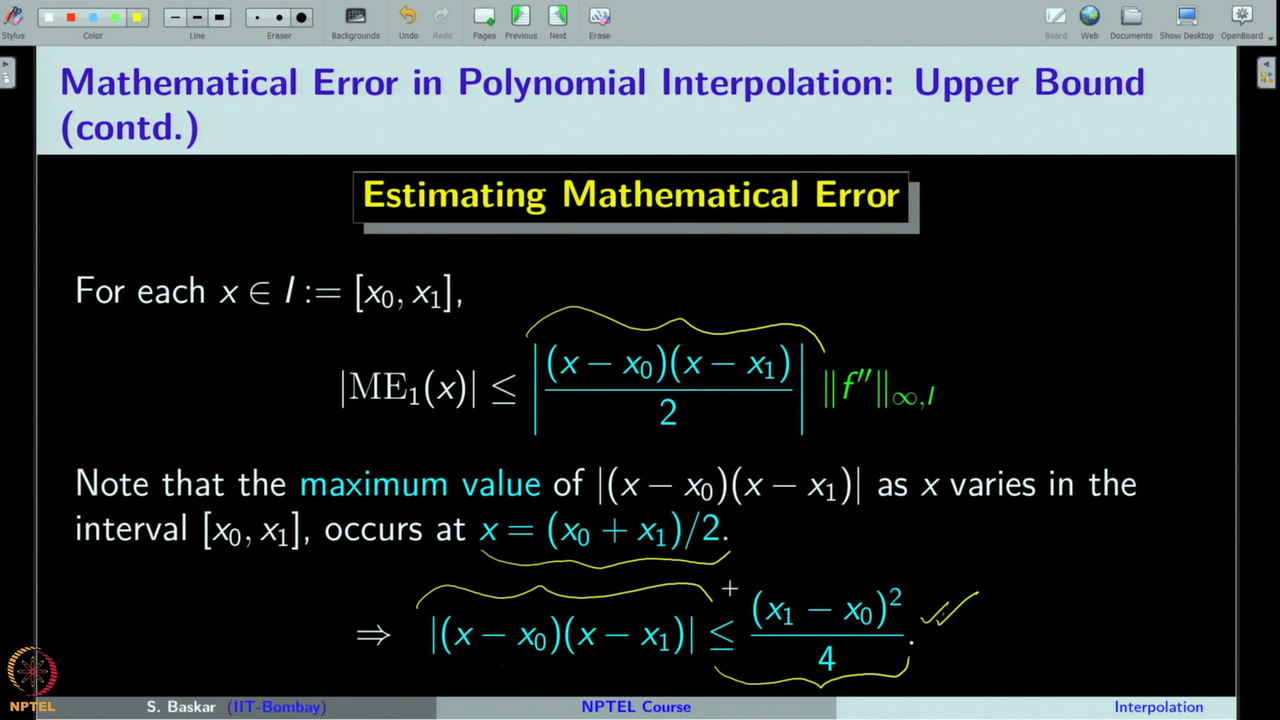 Stylus Color Line Eraser Backgrounds Undo Redo Pages Previous Next Erase Board Web Documents Show Desktop OpenBoard
Mathematical Error in Polynomial Interpolation: Upper Bound
(contd.)
Estimating Mathematical Error
For each x ∈ I := [x₀, x₁],
|ME₁(x)| ≤ |(x − x₀)(x − x₁) / 2| ‖f″‖∞,I
Note that the maximum value of |(x − x₀)(x − x₁)| as x varies in the
interval [x₀, x₁], occurs at x = (x₀ + x₁)/2.
⇒ |(x − x₀)(x − x₁)| ≤ (x₁ − x₀)² / 4.
NPTEL
S. Baskar (IIT-Bombay) NPTEL Course Interpolation